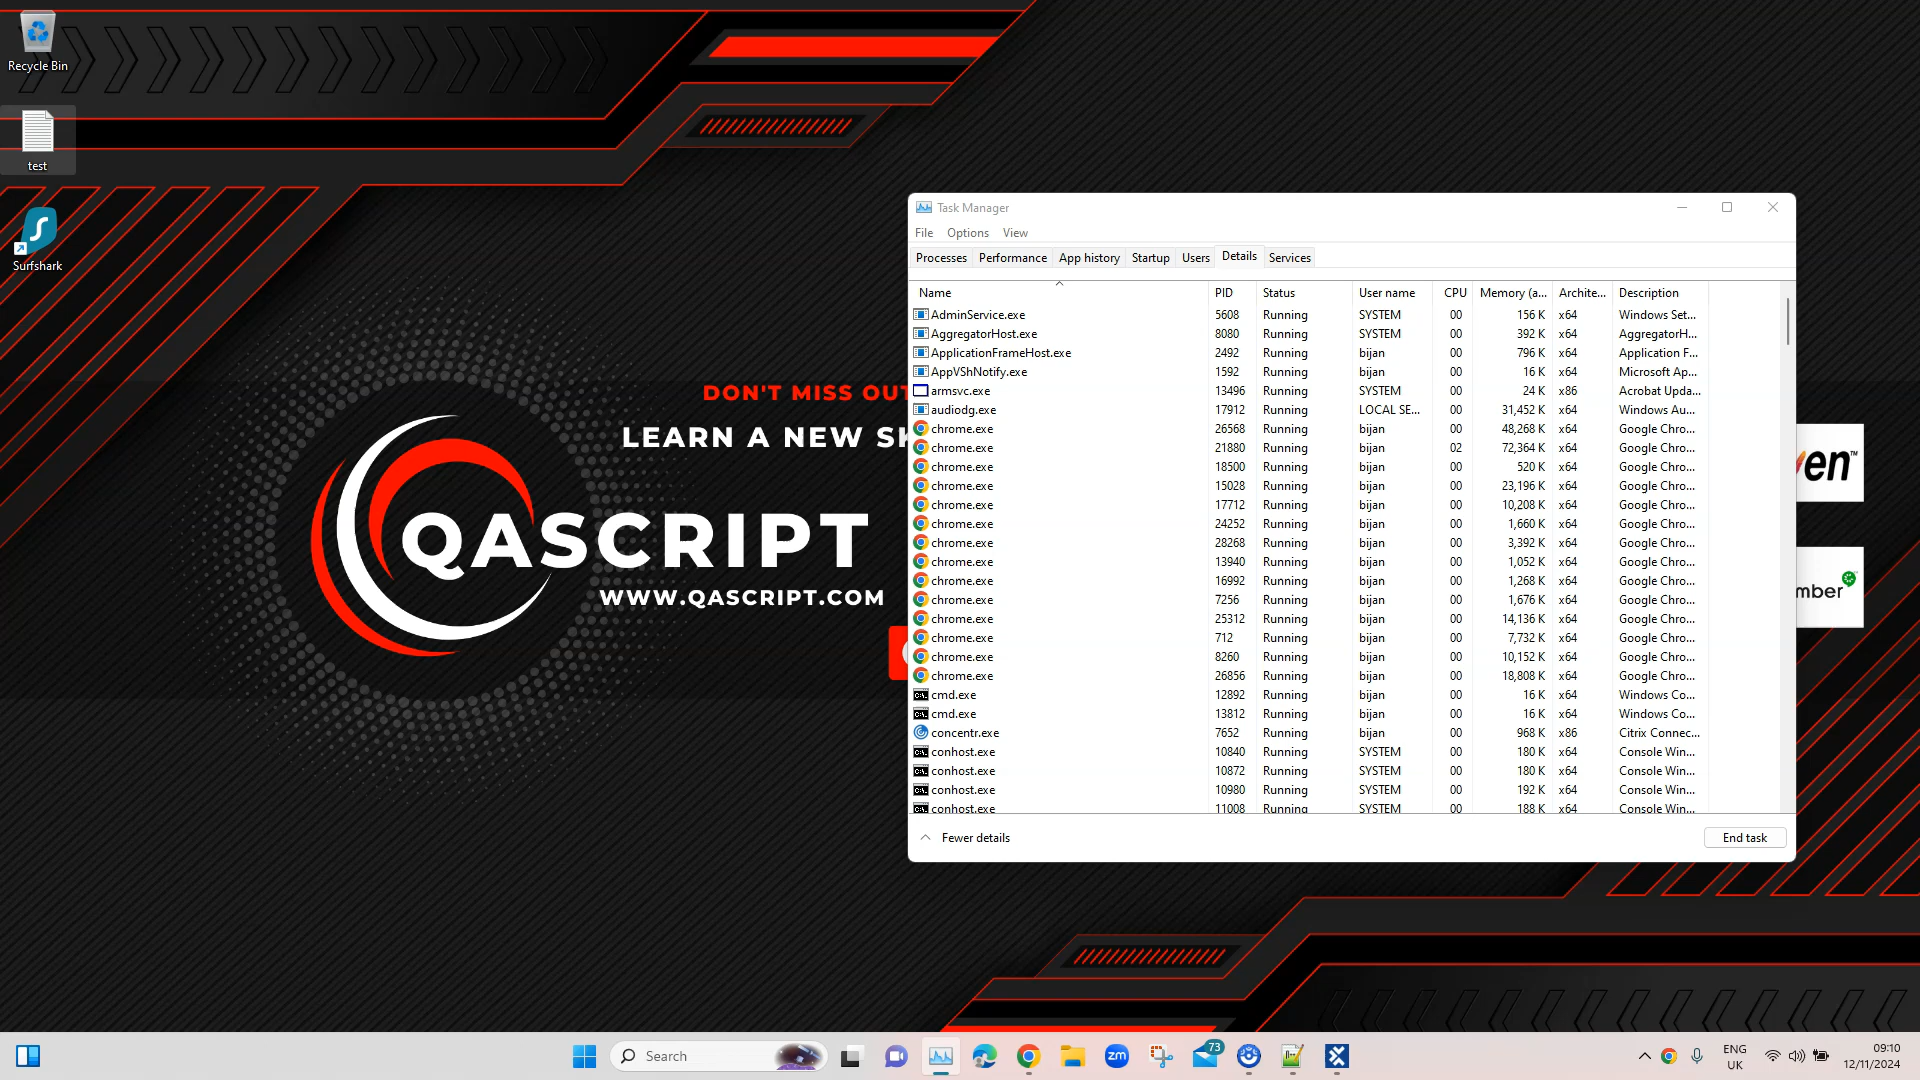 Recycle Bin
test
Surfshark
DON'T MISS OUT
LEARN A NEW SK
QASCRIPT
WWW.QASCRIPT.COM
Task Manager
File Options View
Processes Performance App history Startup Users Details Services
Name PID Status User name CPU Memory (a... Archite... Description
AdminService.exe 5608 Running SYSTEM 00 156 K x64 Windows Set...
AggregatorHost.exe 8080 Running SYSTEM 00 392 K x64 AggregatorH...
ApplicationFrameHost.exe 2492 Running bijan 00 796 K x64 Application F...
AppVShNotify.exe 1592 Running bijan 00 16 K x64 Microsoft Ap...
armsvc.exe 13496 Running SYSTEM 00 24 K x86 Acrobat Upda...
audiodg.exe 17912 Running LOCAL SE... 00 31,452 K x64 Windows Au...
chrome.exe 26568 Running bijan 00 48,268 K x64 Google Chro...
chrome.exe 21880 Running bijan 02 72,364 K x64 Google Chro...
chrome.exe 18500 Running bijan 00 520 K x64 Google Chro...
chrome.exe 15028 Running bijan 00 23,196 K x64 Google Chro...
chrome.exe 17712 Running bijan 00 10,208 K x64 Google Chro...
chrome.exe 24252 Running bijan 00 1,660 K x64 Google Chro...
chrome.exe 28268 Running bijan 00 3,392 K x64 Google Chro...
chrome.exe 13940 Running bijan 00 1,052 K x64 Google Chro...
chrome.exe 16992 Running bijan 00 1,268 K x64 Google Chro...
chrome.exe 7256 Running bijan 00 1,676 K x64 Google Chro...
chrome.exe 25312 Running bijan 00 14,136 K x64 Google Chro...
chrome.exe 712 Running bijan 00 7,732 K x64 Google Chro...
chrome.exe 8260 Running bijan 00 10,152 K x64 Google Chro...
chrome.exe 26856 Running bijan 00 18,808 K x64 Google Chro...
cmd.exe 12892 Running bijan 00 16 K x64 Windows Co...
cmd.exe 13812 Running bijan 00 16 K x64 Windows Co...
concentr.exe 7652 Running bijan 00 968 K x86 Citrix Connec...
conhost.exe 10840 Running SYSTEM 00 180 K x64 Console Win...
conhost.exe 10872 Running SYSTEM 00 180 K x64 Console Win...
conhost.exe 10980 Running SYSTEM 00 192 K x64 Console Win...
conhost.exe 11008 Running SYSTEM 00 188 K x64 Console Win...
Fewer details End task
ven™
mber
Search
zm
73
ENG
UK
09:10
12/11/2024